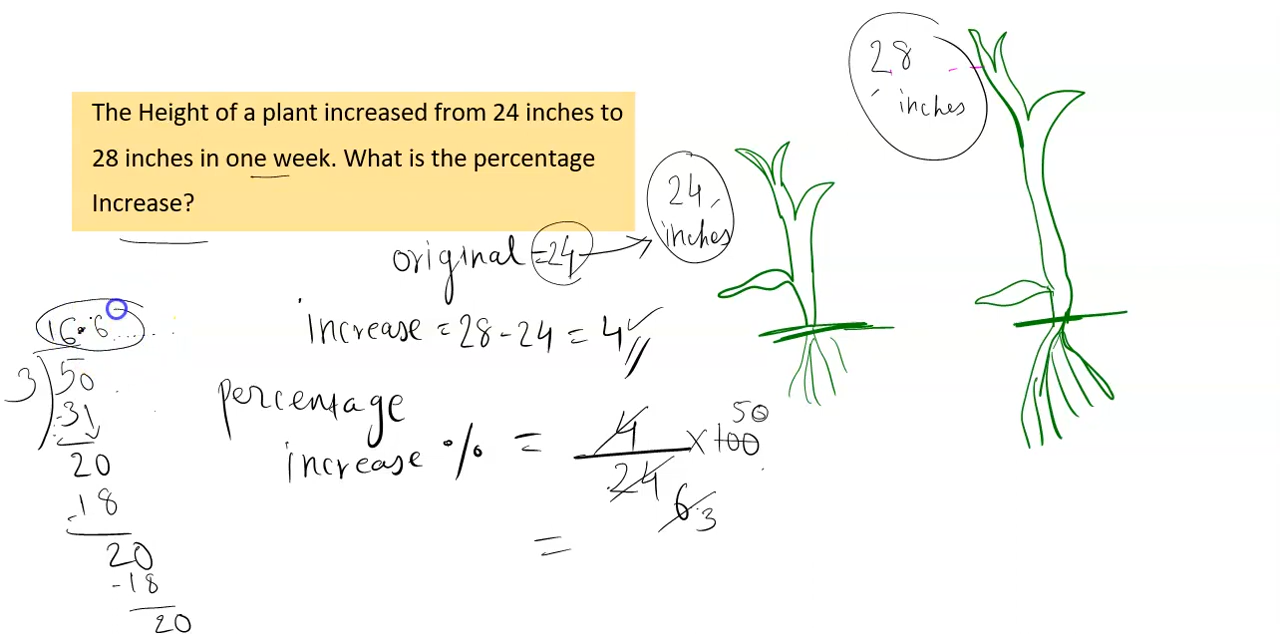 The Height of a plant increased from 24 inches to
28 inches in one week. What is the percentage
Increase?
28
inches
24
inches
original = 24
increase = 28 - 24 = 4
percentage
increase % = 4 × 100 50
24
6 3
=
16.6....
3 50
-3
20
18
20
-18
20